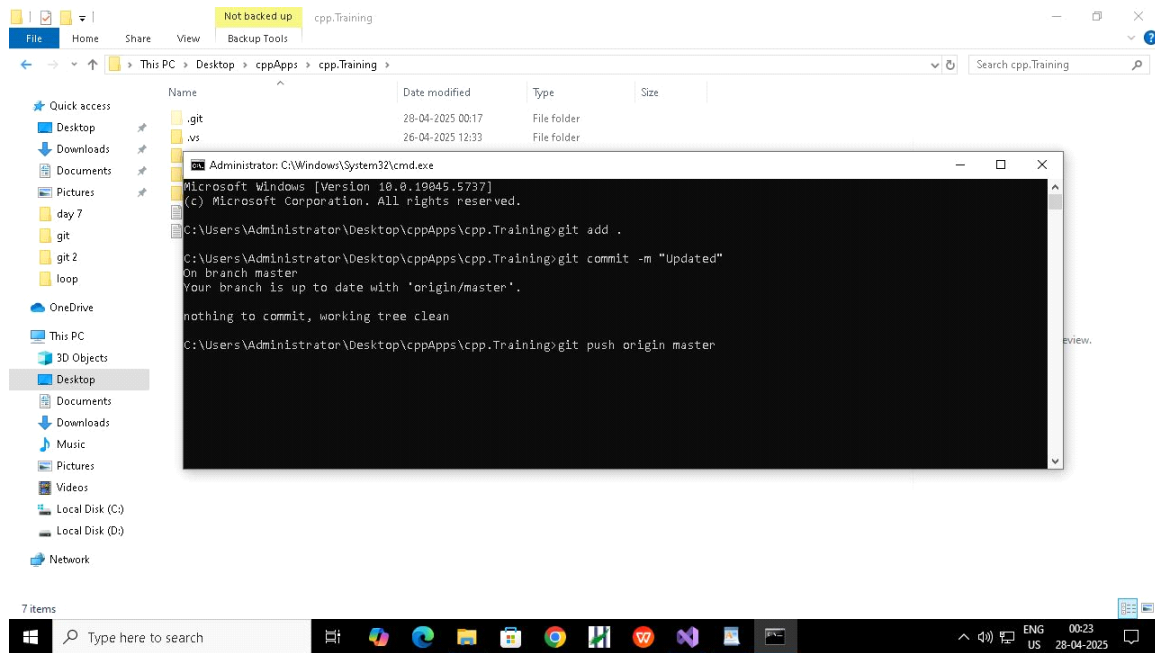 Not backed up
cpp.Training
File Home Share View Backup Tools
This PC > Desktop > cppApps > cpp.Training >
Search cpp.Training
Name Date modified Type Size
Quick access
Desktop
Downloads
Documents
Pictures
day 7
git
git 2
loop
OneDrive
This PC
3D Objects
Desktop
Documents
Downloads
Music
Pictures
Videos
Local Disk (C:)
Local Disk (D:)
Network
.git 28-04-2025 00:17 File folder
.vs 26-04-2025 12:33 File folder
Administrator: C:\Windows\System32\cmd.exe
Microsoft Windows [Version 10.0.19045.5737]
(c) Microsoft Corporation. All rights reserved.
C:\Users\Administrator\Desktop\cppApps\cpp.Training>git add .
C:\Users\Administrator\Desktop\cppApps\cpp.Training>git commit -m "Updated"
On branch master
Your branch is up to date with 'origin/master'.
nothing to commit, working tree clean
C:\Users\Administrator\Desktop\cppApps\cpp.Training>git push origin master
eview.
7 items
Type here to search
ENG
US
00:23
28-04-2025